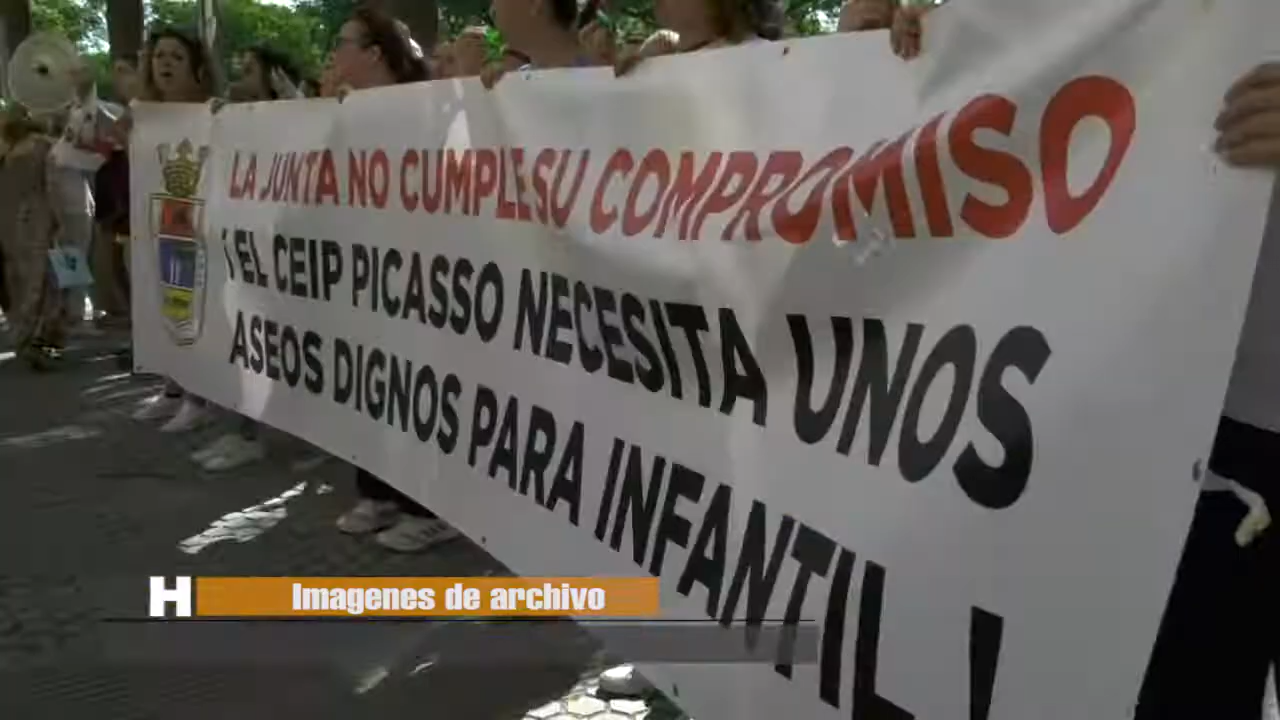 LA JUNTA NO CUMPLE SU COMPROMISO
¡EL CEIP PICASSO NECESITA UNOS
ASEOS DIGNOS PARA INFANTIL!
H Imagenes de archivo